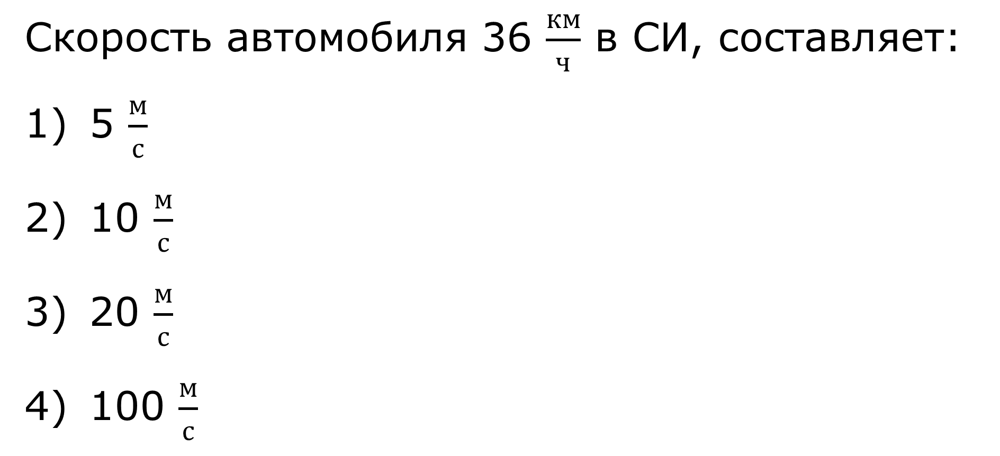 Скорость автомобиля 36 км/ч в СИ, составляет:
1) 5 м/с
2) 10 м/с
3) 20 м/с
4) 100 м/с